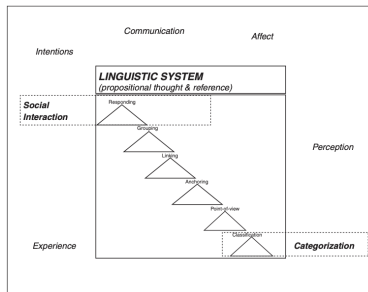 Communication
Affect
Intentions
LINGUISTIC SYSTEM
(propositional thought & reference)
Social
Interaction
Responding
Grouping
Linking
Anchoring
Perception
Point-of-view
Classification
Experience
Categorization